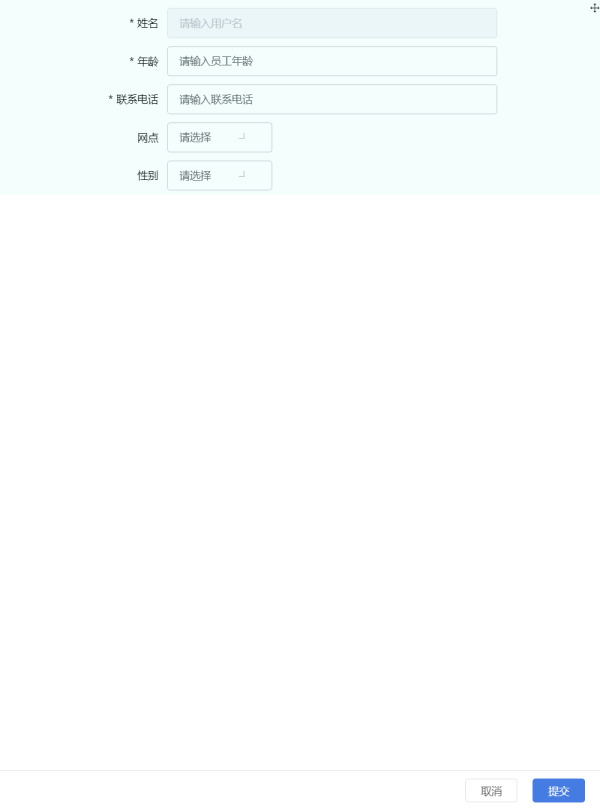 * 姓名 请输入用户名
* 年龄 请输入员工年龄
* 联系电话 请输入联系电话
网点 请选择
性别 请选择
取消 提交